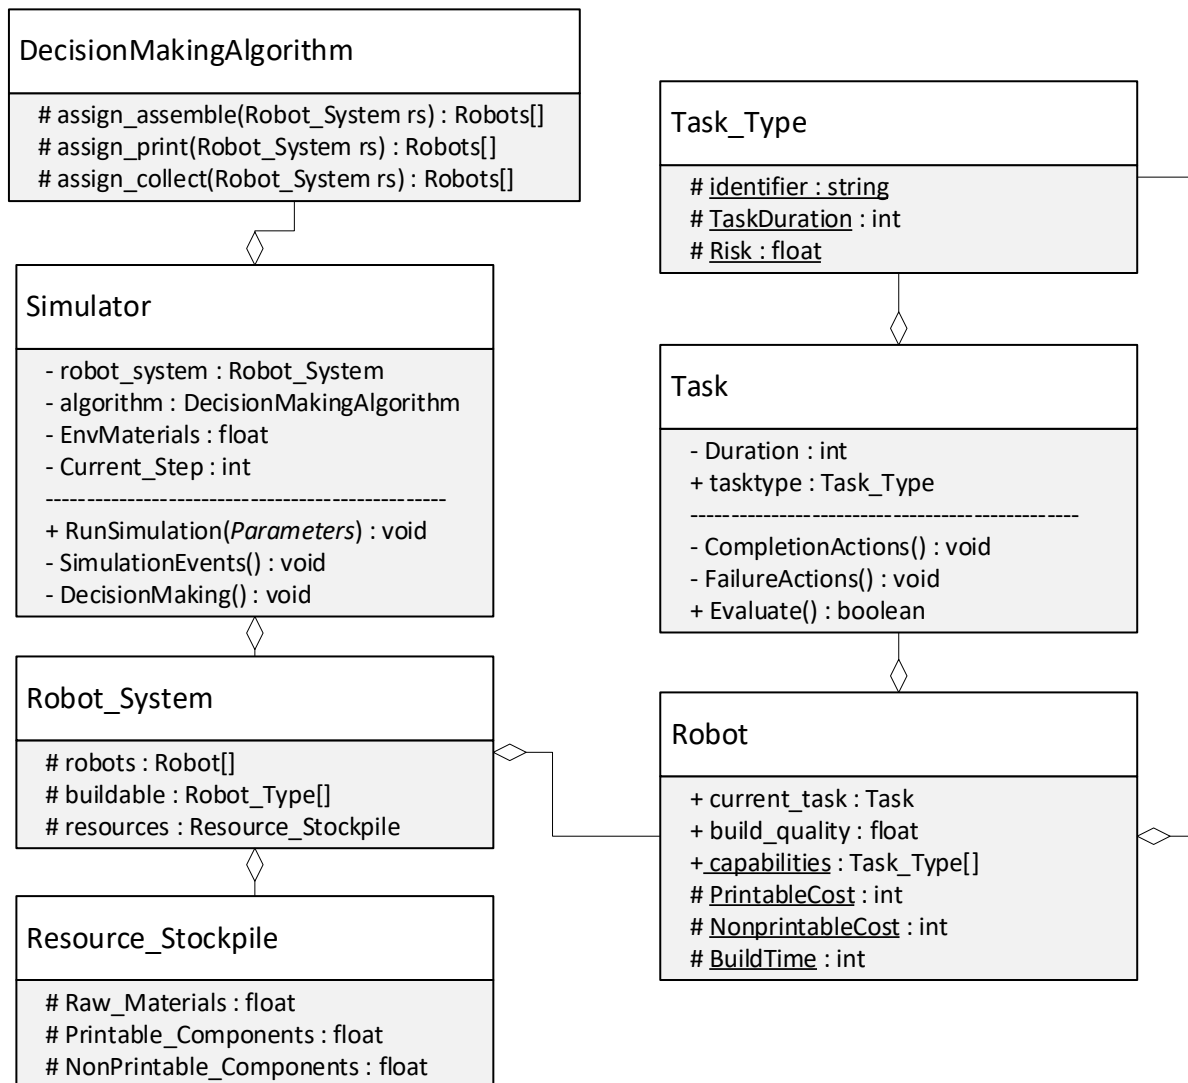 DecisionMakingAlgorithm
# assign_assemble(Robot_System rs) : Robots[]
# assign_print(Robot_System rs) : Robots[]
# assign_collect(Robot_System rs) : Robots[]
Simulator
- robot_system : Robot_System
- algorithm : DecisionMakingAlgorithm
- EnvMaterials : float
- Current_Step : int
-------------------------------------------------
+ RunSimulation(Parameters) : void
- SimulationEvents() : void
- DecisionMaking() : void
Robot_System
# robots : Robot[]
# buildable : Robot_Type[]
# resources : Resource_Stockpile
Resource_Stockpile
# Raw_Materials : float
# Printable_Components : float
# NonPrintable_Components : float
Task_Type
# identifier : string
# TaskDuration : int
# Risk : float
Task
- Duration : int
+ tasktype : Task_Type
-----------------------------------------------
- CompletionActions() : void
- FailureActions() : void
+ Evaluate() : boolean
Robot
+ current_task : Task
+ build_quality : float
+ capabilities : Task_Type[]
# PrintableCost : int
# NonprintableCost : int
# BuildTime : int